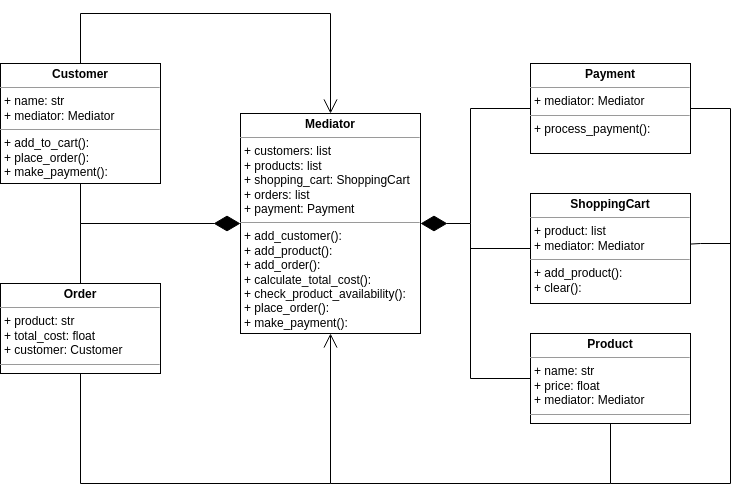 Customer
+ name: str
+ mediator: Mediator
+ add_to_cart():
+ place_order():
+ make_payment():
Order
+ product: str
+ total_cost: float
+ customer: Customer
Mediator
+ customers: list
+ products: list
+ shopping_cart: ShoppingCart
+ orders: list
+ payment: Payment
+ add_customer():
+ add_product():
+ add_order():
+ calculate_total_cost():
+ check_product_availability():
+ place_order():
+ make_payment():
Payment
+ mediator: Mediator
+ process_payment():
ShoppingCart
+ product: list
+ mediator: Mediator
+ add_product():
+ clear():
Product
+ name: str
+ price: float
+ mediator: Mediator